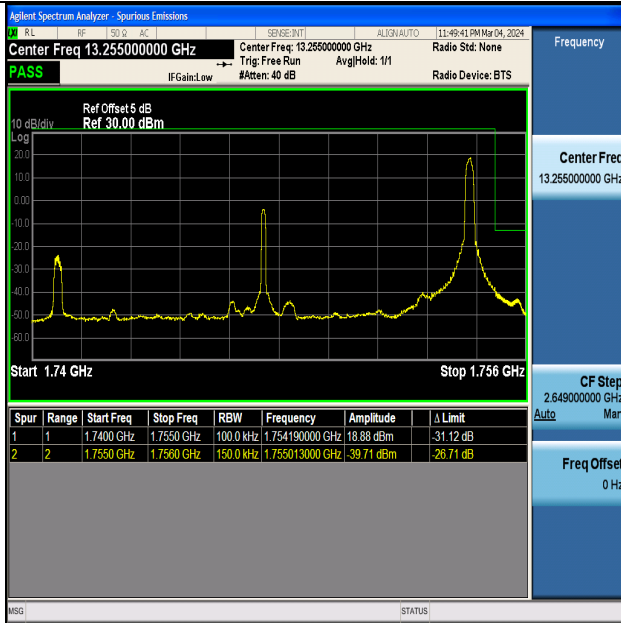 Agilent Spectrum Analyzer - Spurious Emissions
RL RF 50 Ω AC SENSE:INT ALIGN AUTO 11:49:41 PM Mar 04, 2024
Center Freq 13.255000000 GHz Center Freq: 13.255000000 GHz Radio Std: None
Trig: Free Run Avg|Hold: 1/1
PASS IFGain:Low #Atten: 40 dB Radio Device: BTS
Ref Offset 5 dB
10 dB/div Ref 30.00 dBm
Log
20.0
10.0
0.00
-10.0
-20.0
-30.0
-40.0
-50.0
-60.0
Start 1.74 GHz Stop 1.756 GHz
Spur Range Start Freq Stop Freq RBW Frequency Amplitude Δ Limit
1 1 1.7400 GHz 1.7550 GHz 100.0 kHz 1.754190000 GHz 18.88 dBm -31.12 dB
2 2 1.7550 GHz 1.7560 GHz 150.0 kHz 1.755013000 GHz -39.71 dBm -26.71 dB
MSG STATUS
Frequency
Center Freq
13.255000000 GHz
CF Step
2.649000000 GHz
Auto Man
Freq Offset
0 Hz